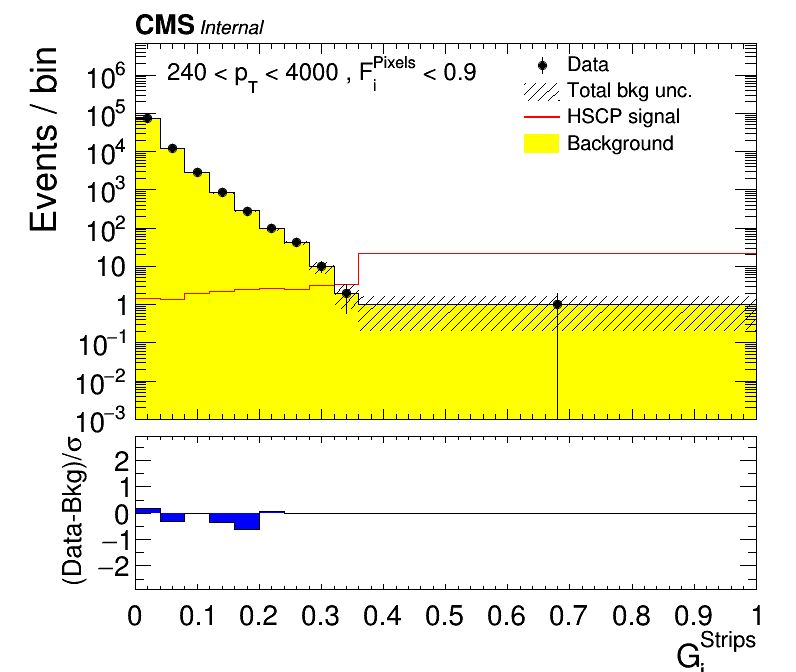 CMS Internal
Events / bin
240 < p_T < 4000 , F_i^Pixels < 0.9
Data
Total bkg unc.
HSCP signal
Background
10^6
10^5
10^4
10^3
10^2
10
1
10^−1
10^−2
10^−3
(Data-Bkg)/σ
2
1
0
−1
−2
0 0.1 0.2 0.3 0.4 0.5 0.6 0.7 0.8 0.9 1
G_i^Strips